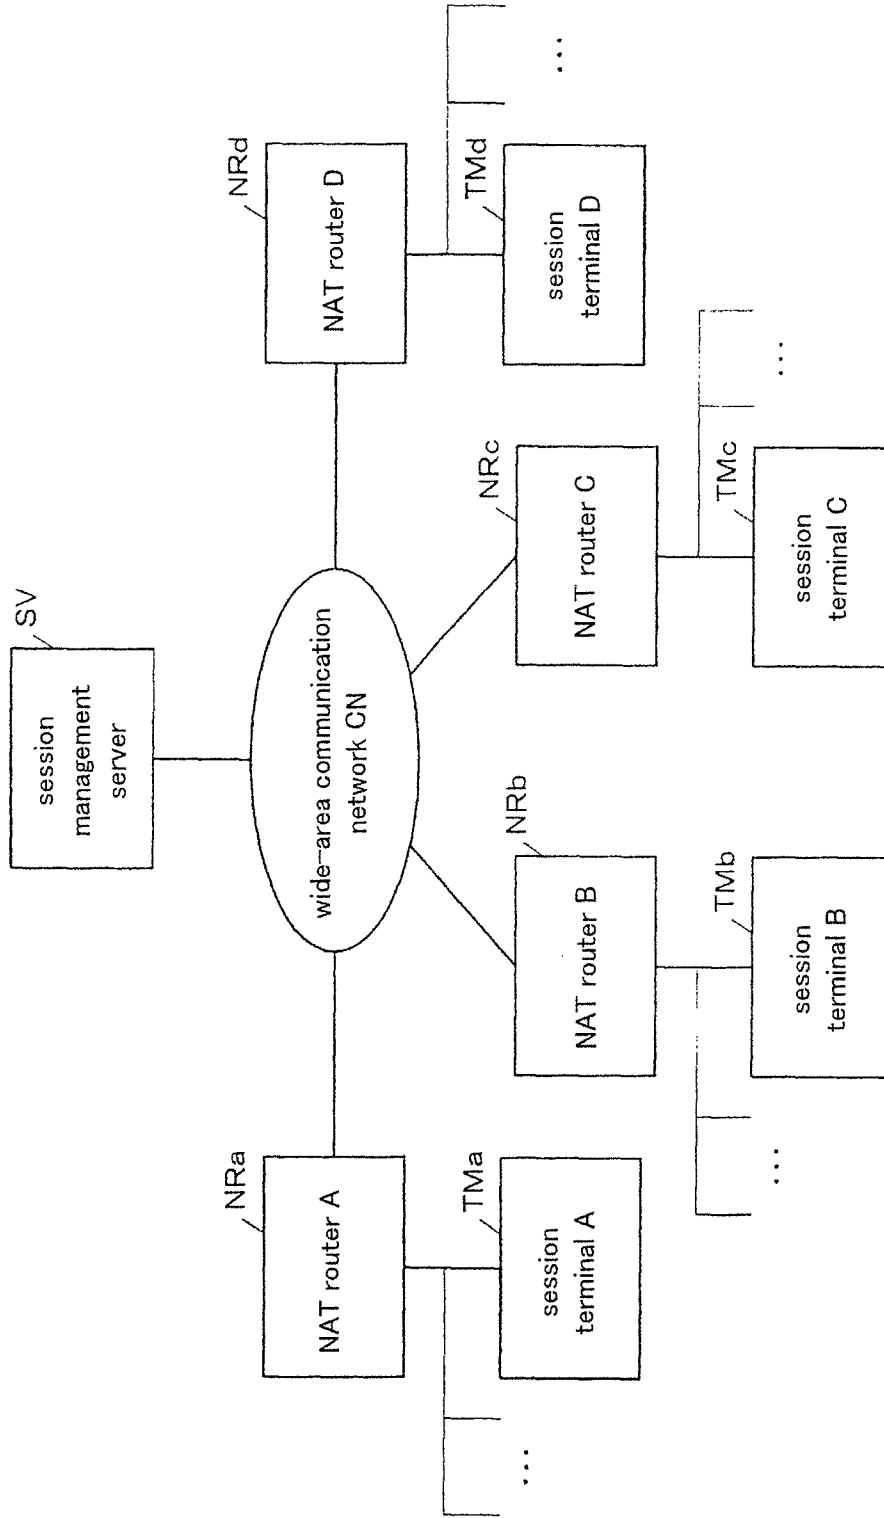 SV
session
management
server
wide-area communication
network CN
NRa
NAT router A
TMa
session
terminal A
...
NRb
NAT router B
TMb
session
terminal B
...
NRc
NAT router C
TMc
session
terminal C
...
NRd
NAT router D
TMd
session
terminal D
...